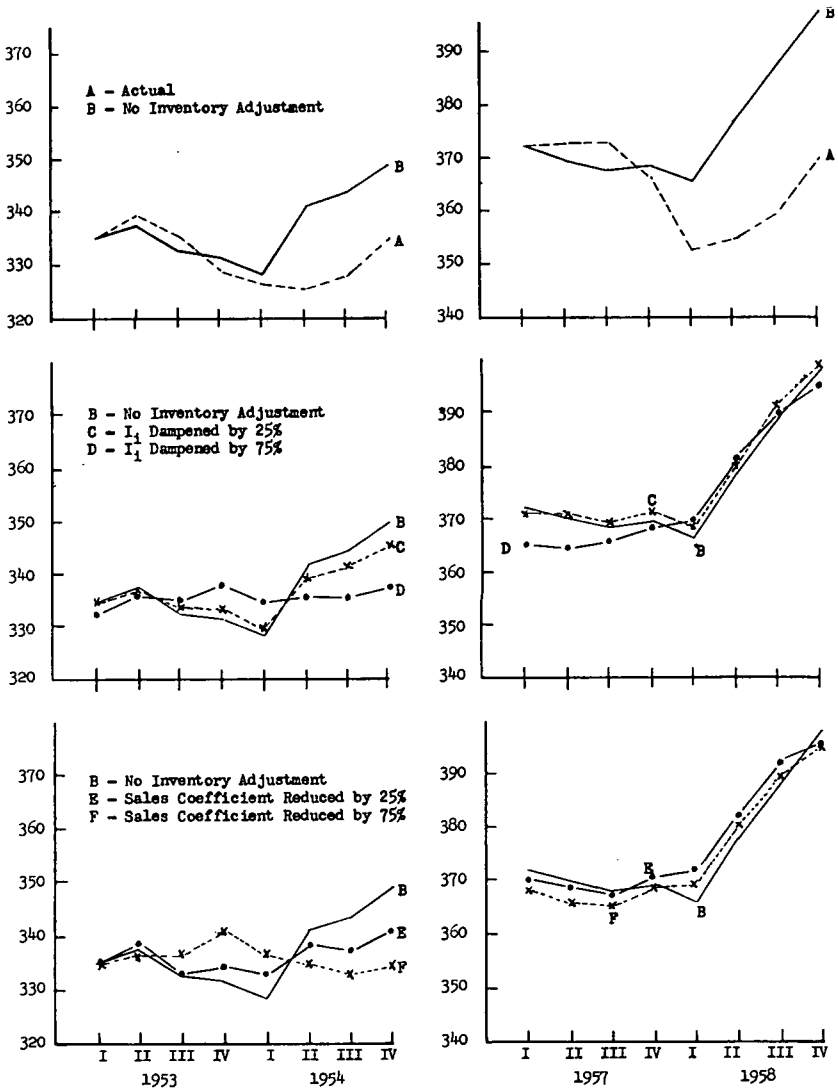 370
360
350
340
330
320
A - Actual
B - No Inventory Adjustment
B
A
390
380
370
360
350
340
B
A
370
360
350
340
330
320
B - No Inventory Adjustment
C - Ii Dampened by 25%
D - Ii Dampened by 75%
B
C
D
390
380
370
360
350
340
C
D
B
370
360
350
340
330
320
B - No Inventory Adjustment
E - Sales Coefficient Reduced by 25%
F - Sales Coefficient Reduced by 75%
B
E
F
I II III IV I II III IV
1953 1954
390
380
370
360
350
340
E
F
B
I II III IV I II III IV
1957 1958